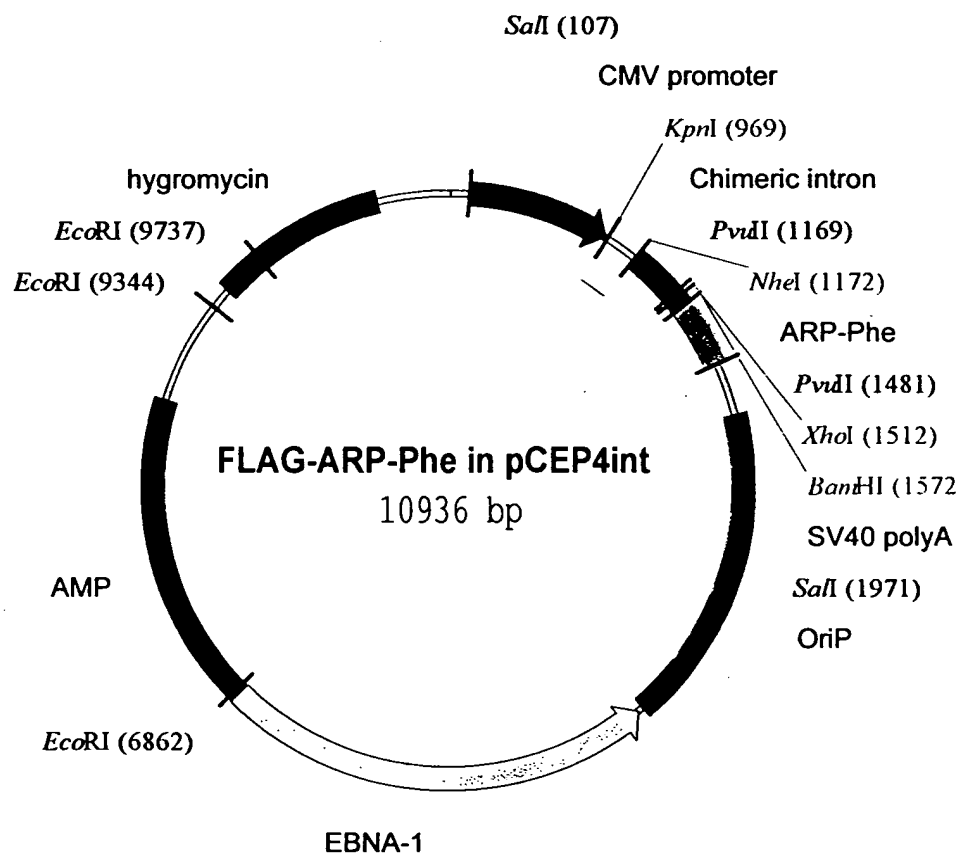 SalI (107)
CMV promoter
KpnI (969)
hygromycin
Chimeric intron
EcoRI (9737)
PvuII (1169)
EcoRI (9344)
NheI (1172)
ARP-Phe
PvuII (1481)
XhoI (1512)
FLAG-ARP-Phe in pCEP4int
BamHI (1572
10936 bp
SV40 polyA
AMP
SalI (1971)
OriP
EcoRI (6862)
EBNA-1